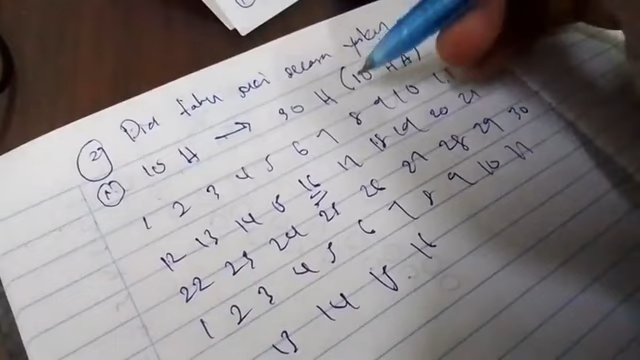 (2) Dia tahu suci secara yakin
(A) 10 H → 30 H (10 HA)
1 2 3 4 5 6 7 8 9 10 11
12 13 14 15 16 17 18 19 20 21
22 23 24 25 26 27 28 29 30
1 2 3 4 5 6 7 8 9 10 11
13 14 15 16